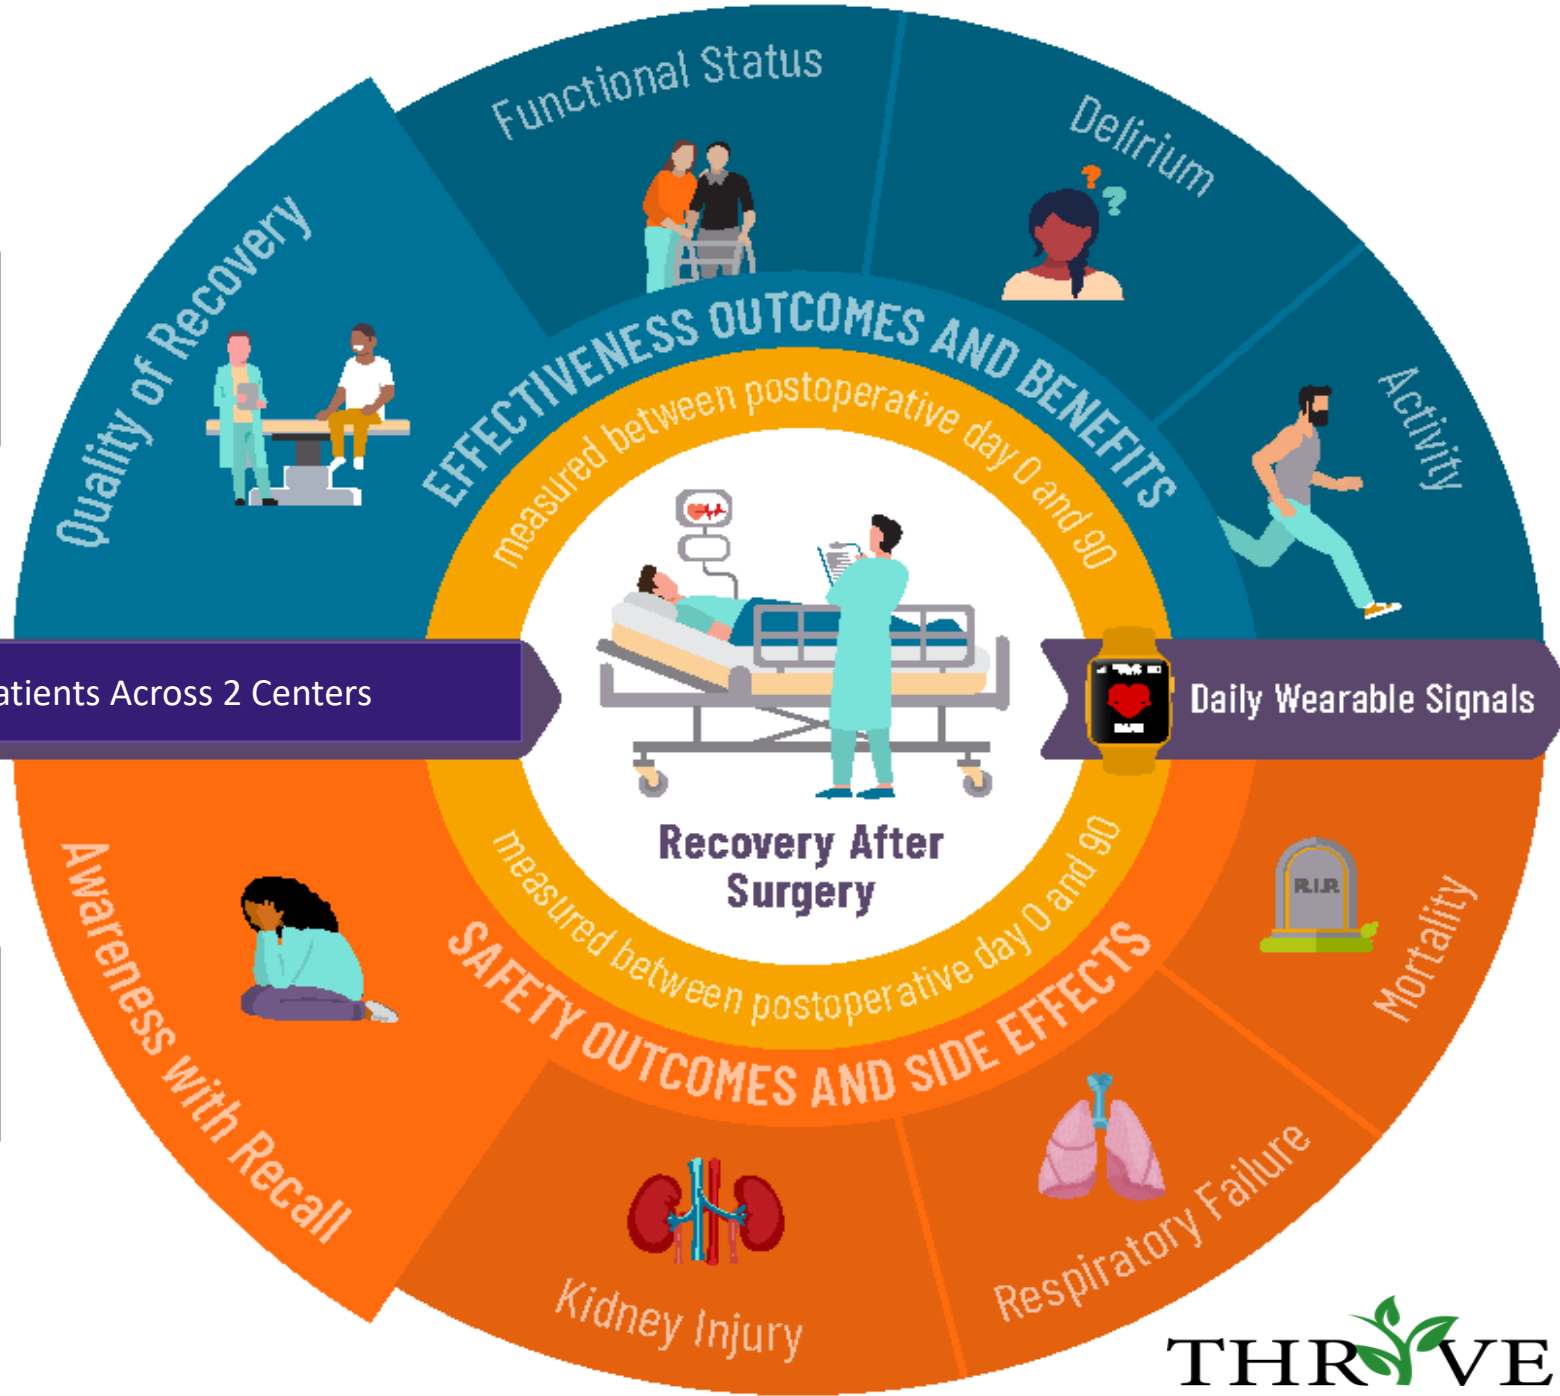 Functional Status
Delirium
Quality of Recovery
Activity
EFFECTIVENESS OUTCOMES AND BENEFITS
measured between postoperative day 0 and 90
atients Across 2 Centers
Daily Wearable Signals
Recovery After
Surgery
measured between postoperative day 0 and 90
SAFETY OUTCOMES AND SIDE EFFECTS
Awareness with Recall
R.I.P.
Mortality
Kidney Injury
Respiratory Failure
THRIVE